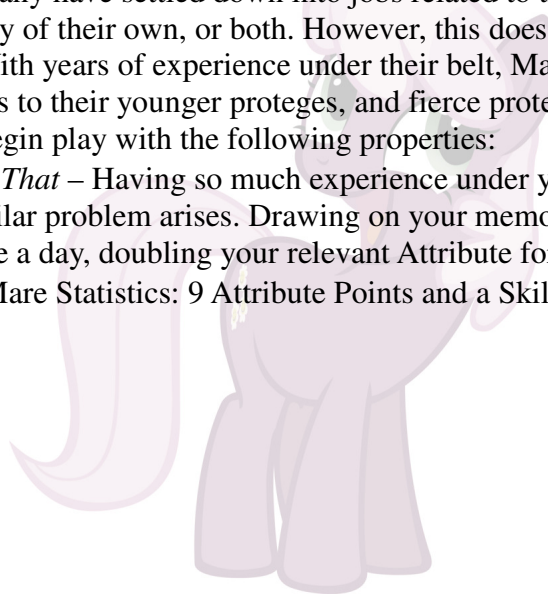 ally have settled down into jobs related to t
y of their own, or both. However, this does
With years of experience under their belt, Ma
s to their younger proteges, and fierce prote
egin play with the following properties:
That – Having so much experience under y
ilar problem arises. Drawing on your memo
e a day, doubling your relevant Attribute for
Mare Statistics: 9 Attribute Points and a Skil